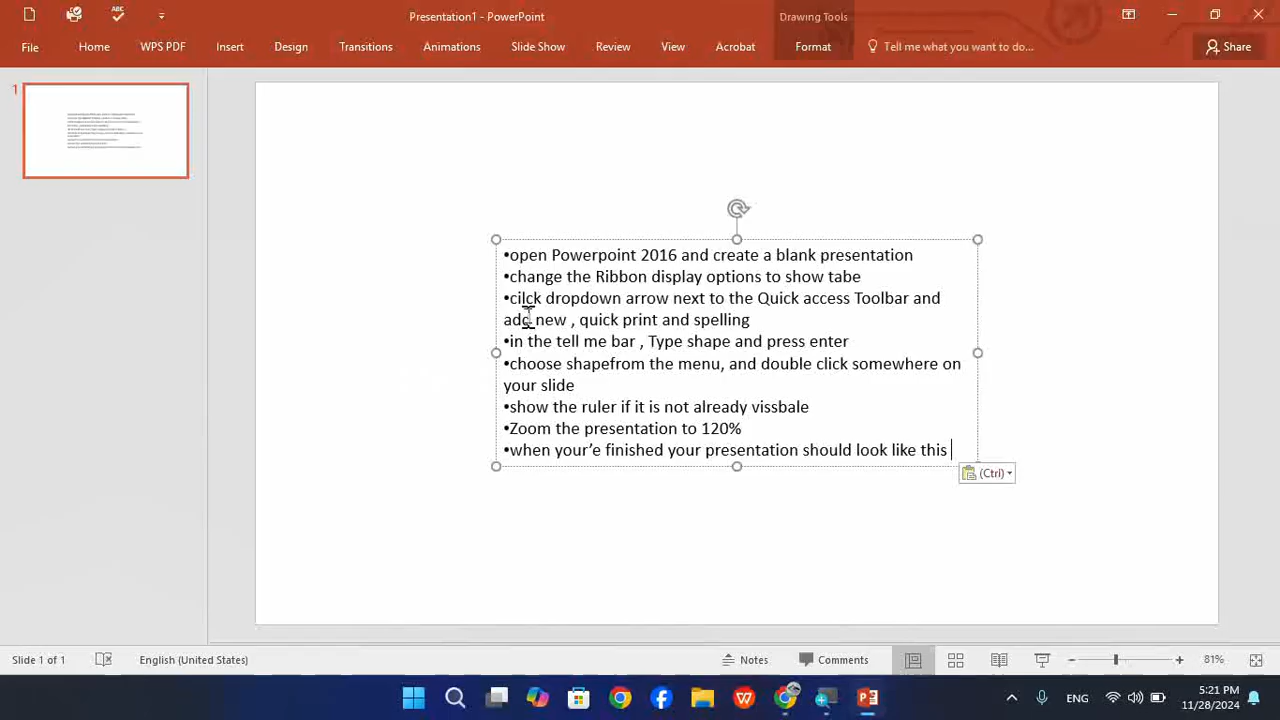 Presentation1 - PowerPoint
Drawing Tools
File Home WPS PDF Insert Design Transitions Animations Slide Show Review View Acrobat Format Tell me what you want to do... Share
1
•open Powerpoint 2016 and create a blank presentation
•change the Ribbon display options to show tabe
•cilck dropdown arrow next to the Quick access Toolbar and
add new , quick print and spelling
•in the tell me bar , Type shape and press enter
•choose shapefrom the menu, and double click somewhere on
your slide
•show the ruler if it is not already vissbale
•Zoom the presentation to 120%
•when your’e finished your presentation should look like this
(Ctrl)
Slide 1 of 1 English (United States) Notes Comments 81%
ENG
5:21 PM
11/28/2024